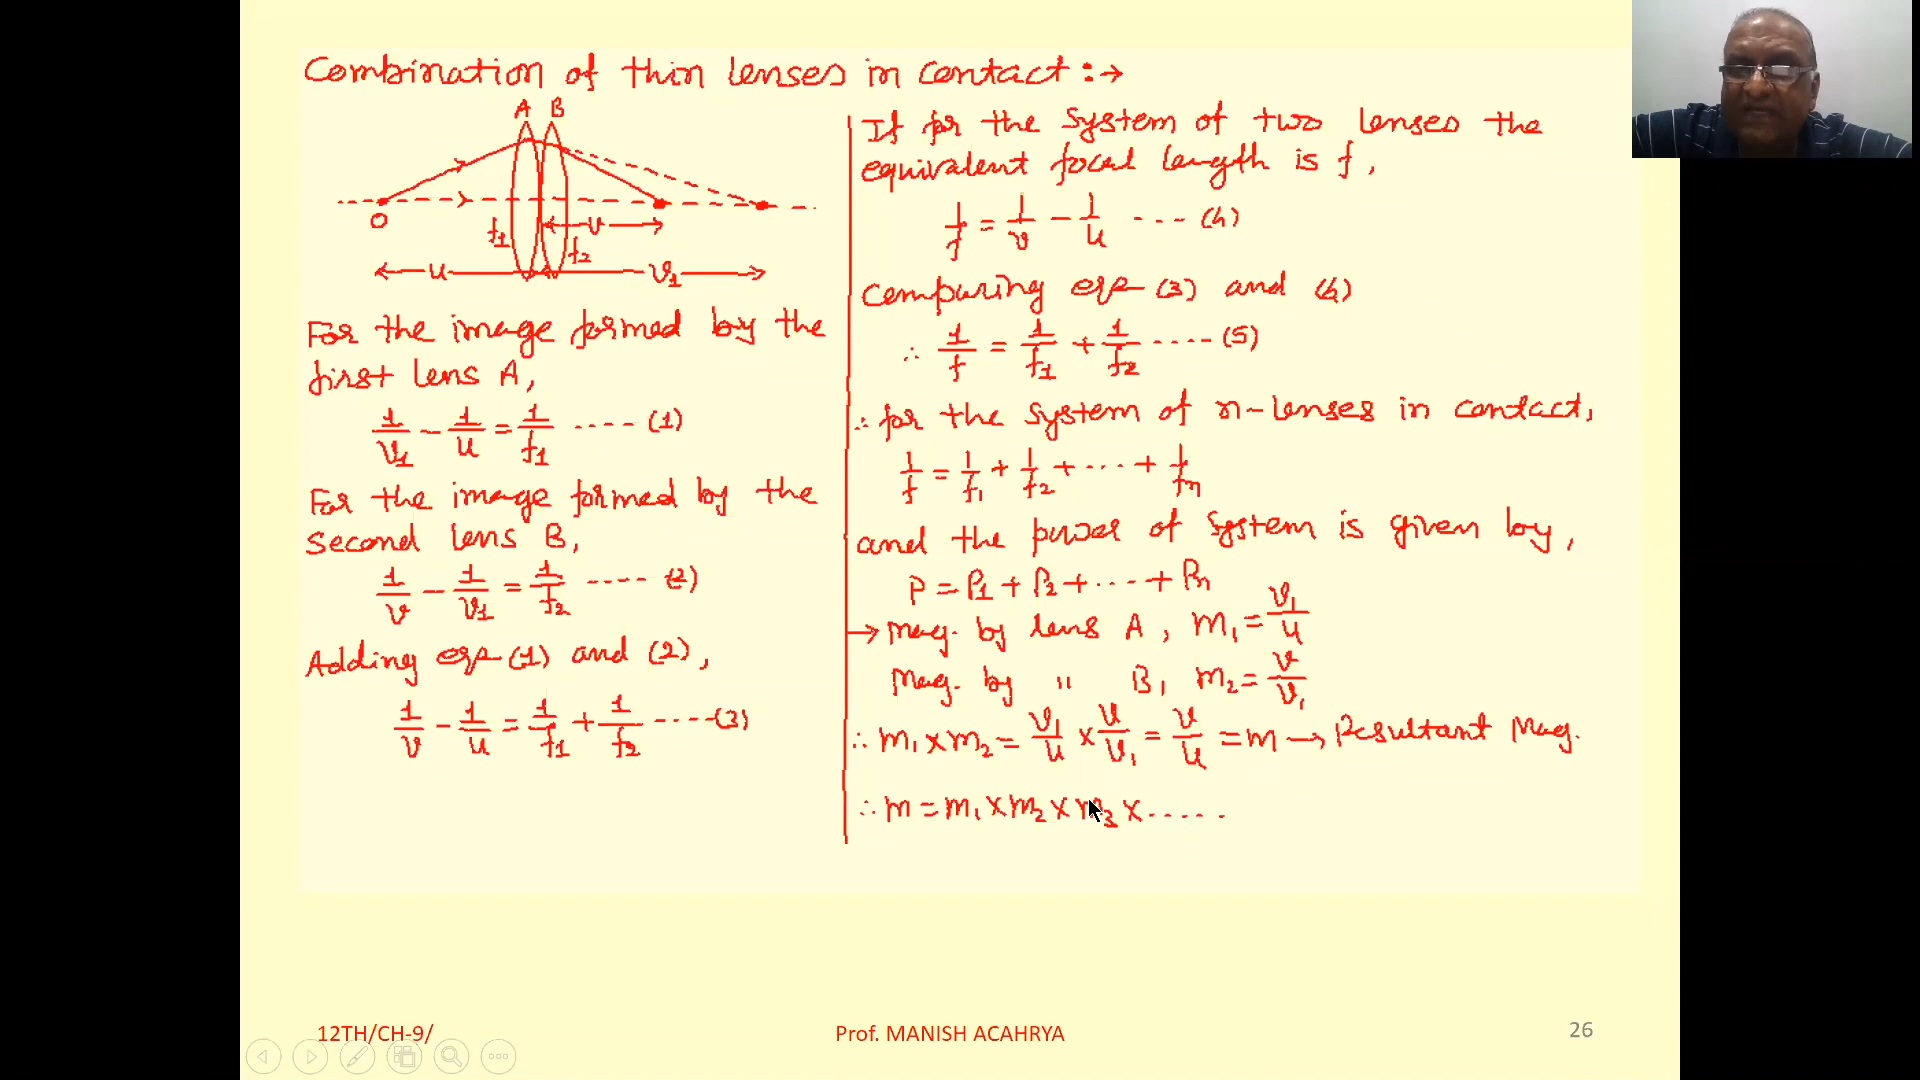 Combination of thin lenses in contact :→
A B
O
f₁
v
f₂
u
v₁
For the image formed by the
first lens A,
1/v₁ - 1/u = 1/f₁ ---- (1)
For the image formed by the
second lens B,
1/v - 1/v₁ = 1/f₂ ---- (2)
Adding eqn (1) and (2),
1/v - 1/u = 1/f₁ + 1/f₂ ---- (3)
If for the system of two lenses the
equivalent focal length is f,
1/f = 1/v - 1/u --- (4)
Comparing eqn (3) and (4)
∴ 1/f = 1/f₁ + 1/f₂ ---- (5)
∴ for the system of n-lenses in contact,
1/f = 1/f₁ + 1/f₂ + ... + 1/fn
and the power of system is given by,
P = P₁ + P₂ + ... + Pn
→ Mag. by lens A, m₁ = v₁/u
Mag. by " B, m₂ = v/v₁
∴ m₁ × m₂ = v₁/u × v/v₁ = v/u = m → Resultant Mag.
∴ m = m₁ × m₂ × m₃ × .....
12TH/CH-9/
Prof. MANISH ACAHRYA
26